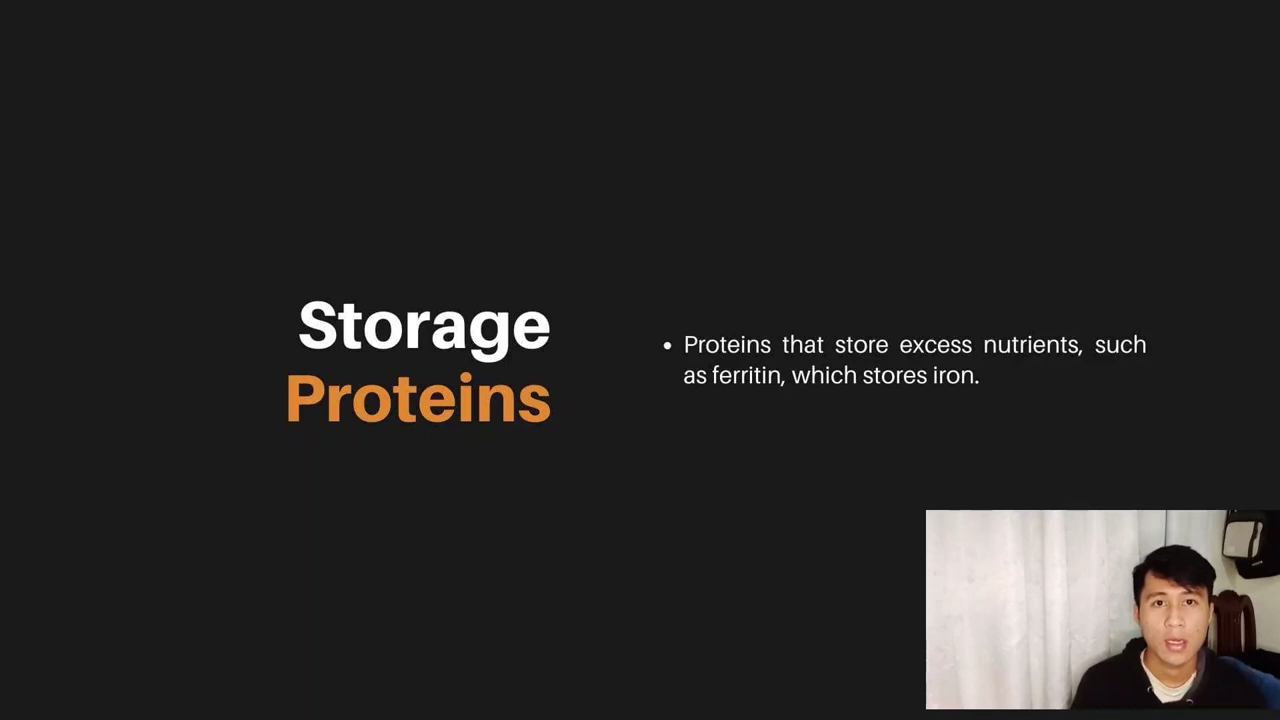 Storage
Proteins
• Proteins that store excess nutrients, such
as ferritin, which stores iron.